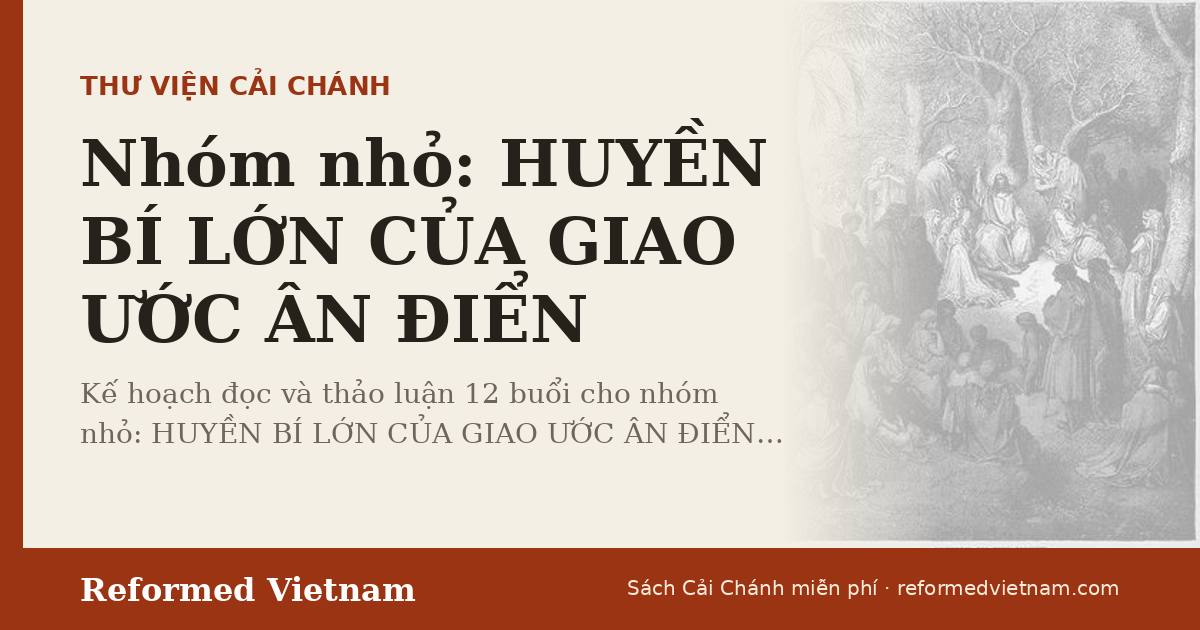 THƯ VIỆN CẢI CHÁNH
Nhóm nhỏ: HUYỀN
BÍ LỚN CỦA GIAO
ƯỚC ÂN ĐIỂN
Kế hoạch đọc và thảo luận 12 buổi cho nhóm
nhỏ: HUYỀN BÍ LỚN CỦA GIAO ƯỚC ÂN ĐIỂN…
Reformed Vietnam
Sách Cải Chánh miễn phí · reformedvietnam.com